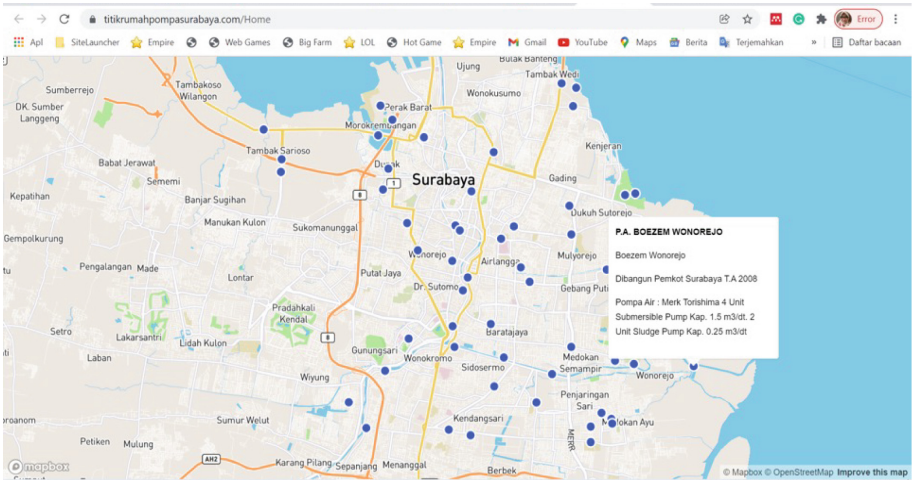 titikrumahpompasurabaya.com/Home
Error
Apl SiteLauncher Empire Web Games Big Farm LOL Hot Game Empire Gmail YouTube Maps Berita Terjemahkan » Daftar bacaan
Ujung
Bulak Banteng
Tambak Wedi
Sumberrejo
Tambakoso
Wilangon
Wonokusumo
DK. Sumber
Langgeng
Perak Barat
Morokrembangan
Kenjeran
Tambak Sarioso
Babat Jerawat
Dupak
1
Surabaya
Sememi
Gading
Kepatihan
Banjar Sugihan
8
Dukuh Sutorejo
Manukan Kulon
Sukomanunggal
Gempolkurung
Wonorejo
Airlangga
Mulyorejo
Pengalangan
Made
Putat Jaya
Lontar
Dr. Sutomo
Gebang Puti
P.A. BOEZEM WONOREJO
Boezem Wonorejo
Dibangun Pemkot Surabaya T.A.2008
Pompa Air : Merk Torishima 4 Unit
Submersible Pump Kap. 1.5 m3/dt. 2
Unit Sludge Pump Kap. 0.25 m3/dt
Pradahkali
Kendal
Setro
Lakarsantri
Lidah Kulon
8
Baratajaya
Laban
Gunungsari
Wonokromo
Sidosermo
Medokan
Semampir
Wiyung
Wonorejo
Penjaringan
Sari
roanom
Sumur Welut
Kendangsari
Medokan Ayu
Petiken
Mulung
MERR
AH2
Karang Pilang
Sepanjang
Menanggal
Berbek
mapbox
© Mapbox © OpenStreetMap Improve this map